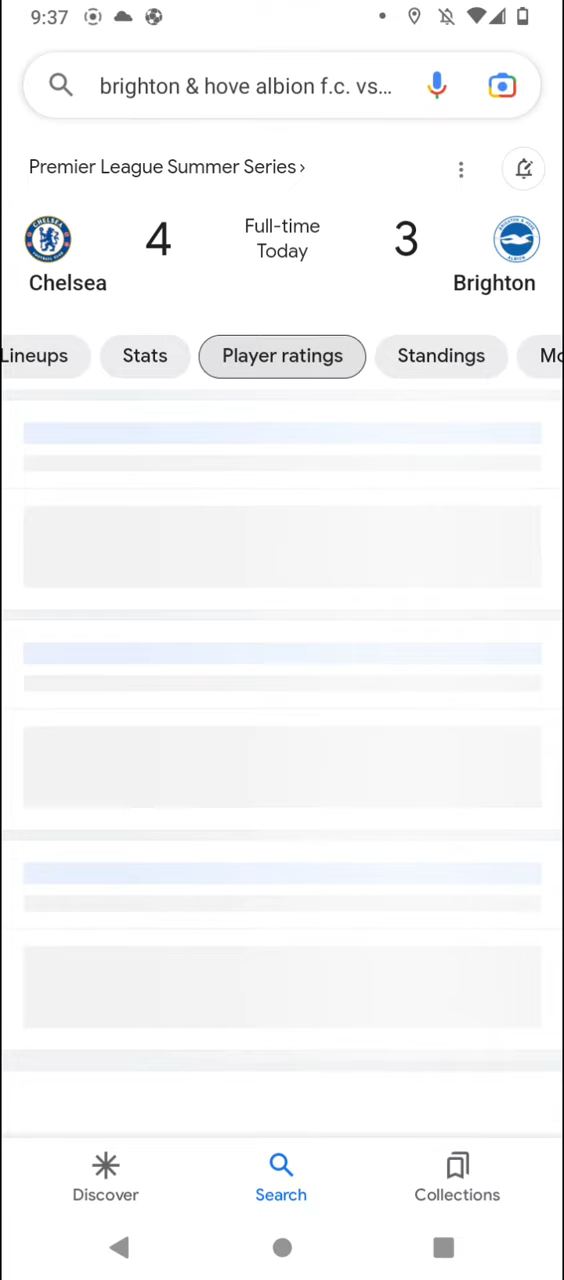 9:37
brighton & hove albion f.c. vs...
Premier League Summer Series ›
4
Full-time
Today
3
Chelsea
Brighton
Lineups
Stats
Player ratings
Standings
Mo
Discover
Search
Collections